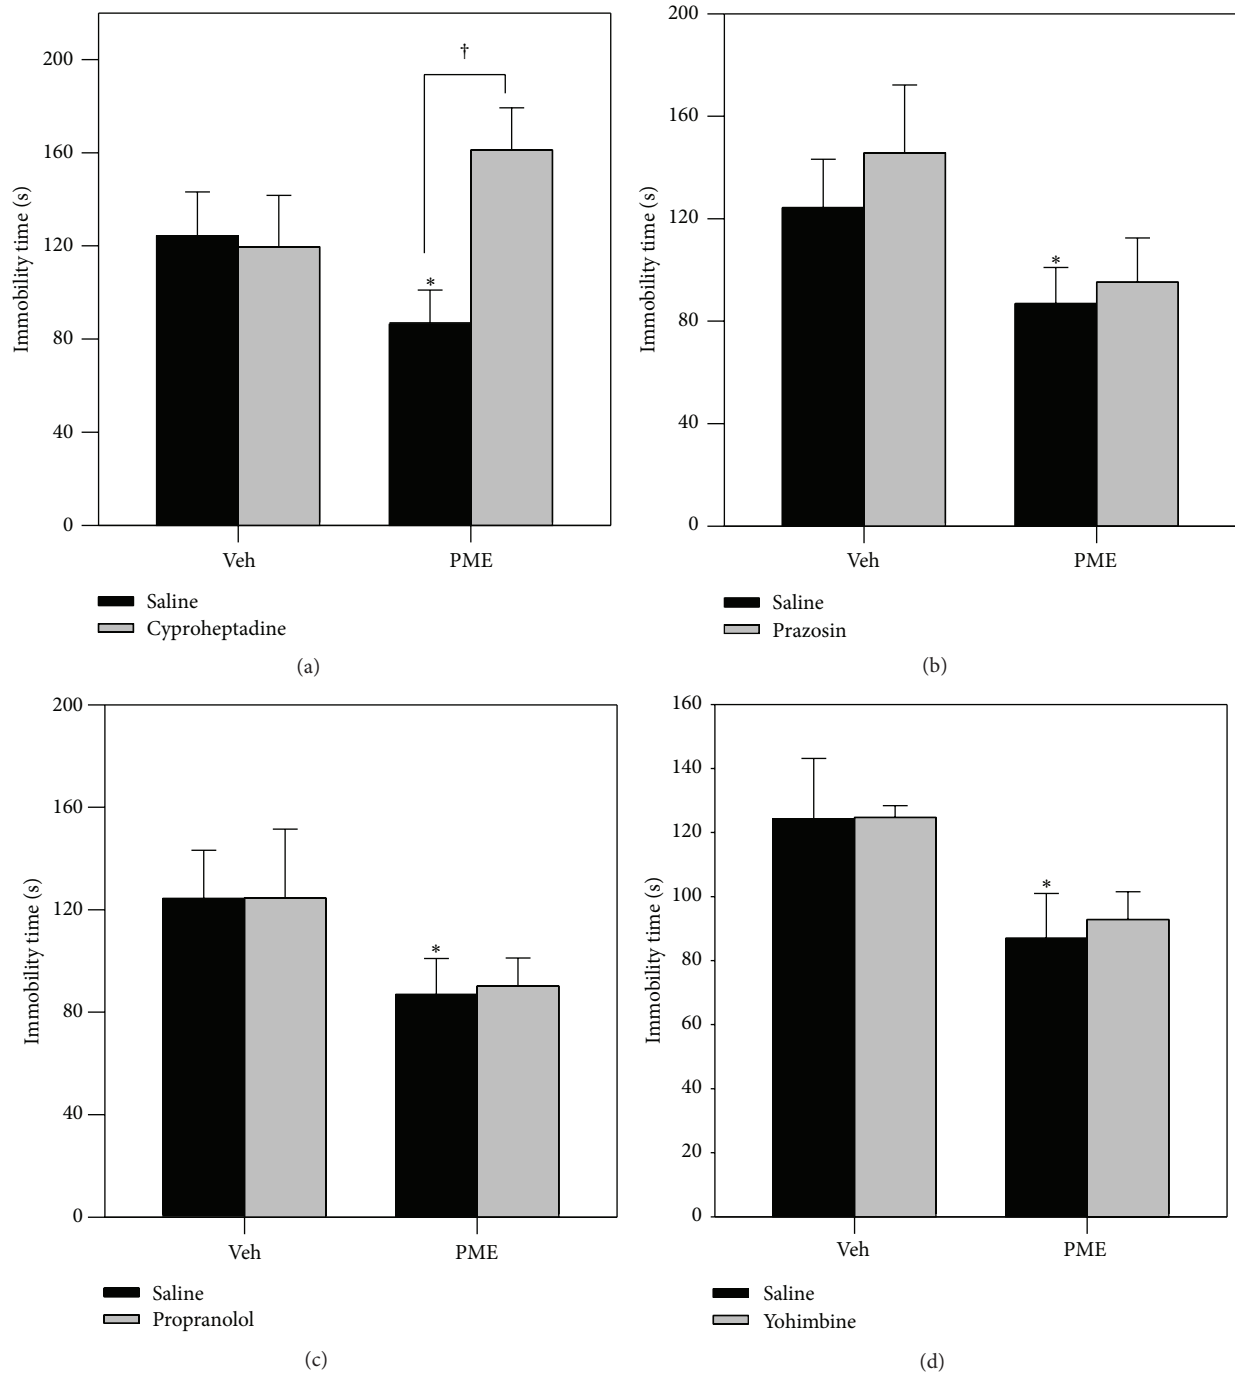 200
160
120
80
40
0
Immobility time (s)
†
*
Veh
PME
Saline
Cyproheptadine
(a)
200
160
120
80
40
0
Immobility time (s)
*
Veh
PME
Saline
Prazosin
(b)
200
160
120
80
40
0
Immobility time (s)
*
Veh
PME
Saline
Propranolol
(c)
160
140
120
100
80
60
40
20
0
Immobility time (s)
*
Veh
PME
Saline
Yohimbine
(d)